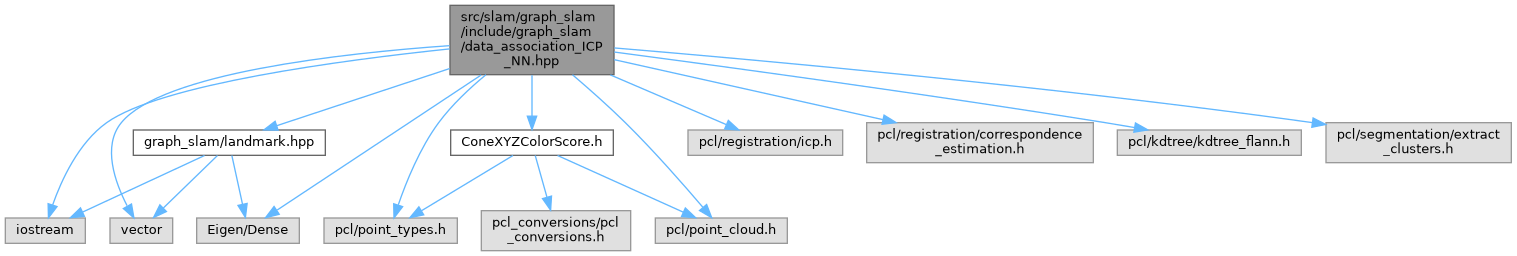 src/slam/graph_slam
/include/graph_slam
/data_association_ICP
_NN.hpp
graph_slam/landmark.hpp
ConeXYZColorScore.h
pcl/registration/icp.h
pcl/registration/correspondence
_estimation.h
pcl/kdtree/kdtree_flann.h
pcl/segmentation/extract
_clusters.h
iostream
vector
Eigen/Dense
pcl/point_types.h
pcl_conversions/pcl
_conversions.h
pcl/point_cloud.h